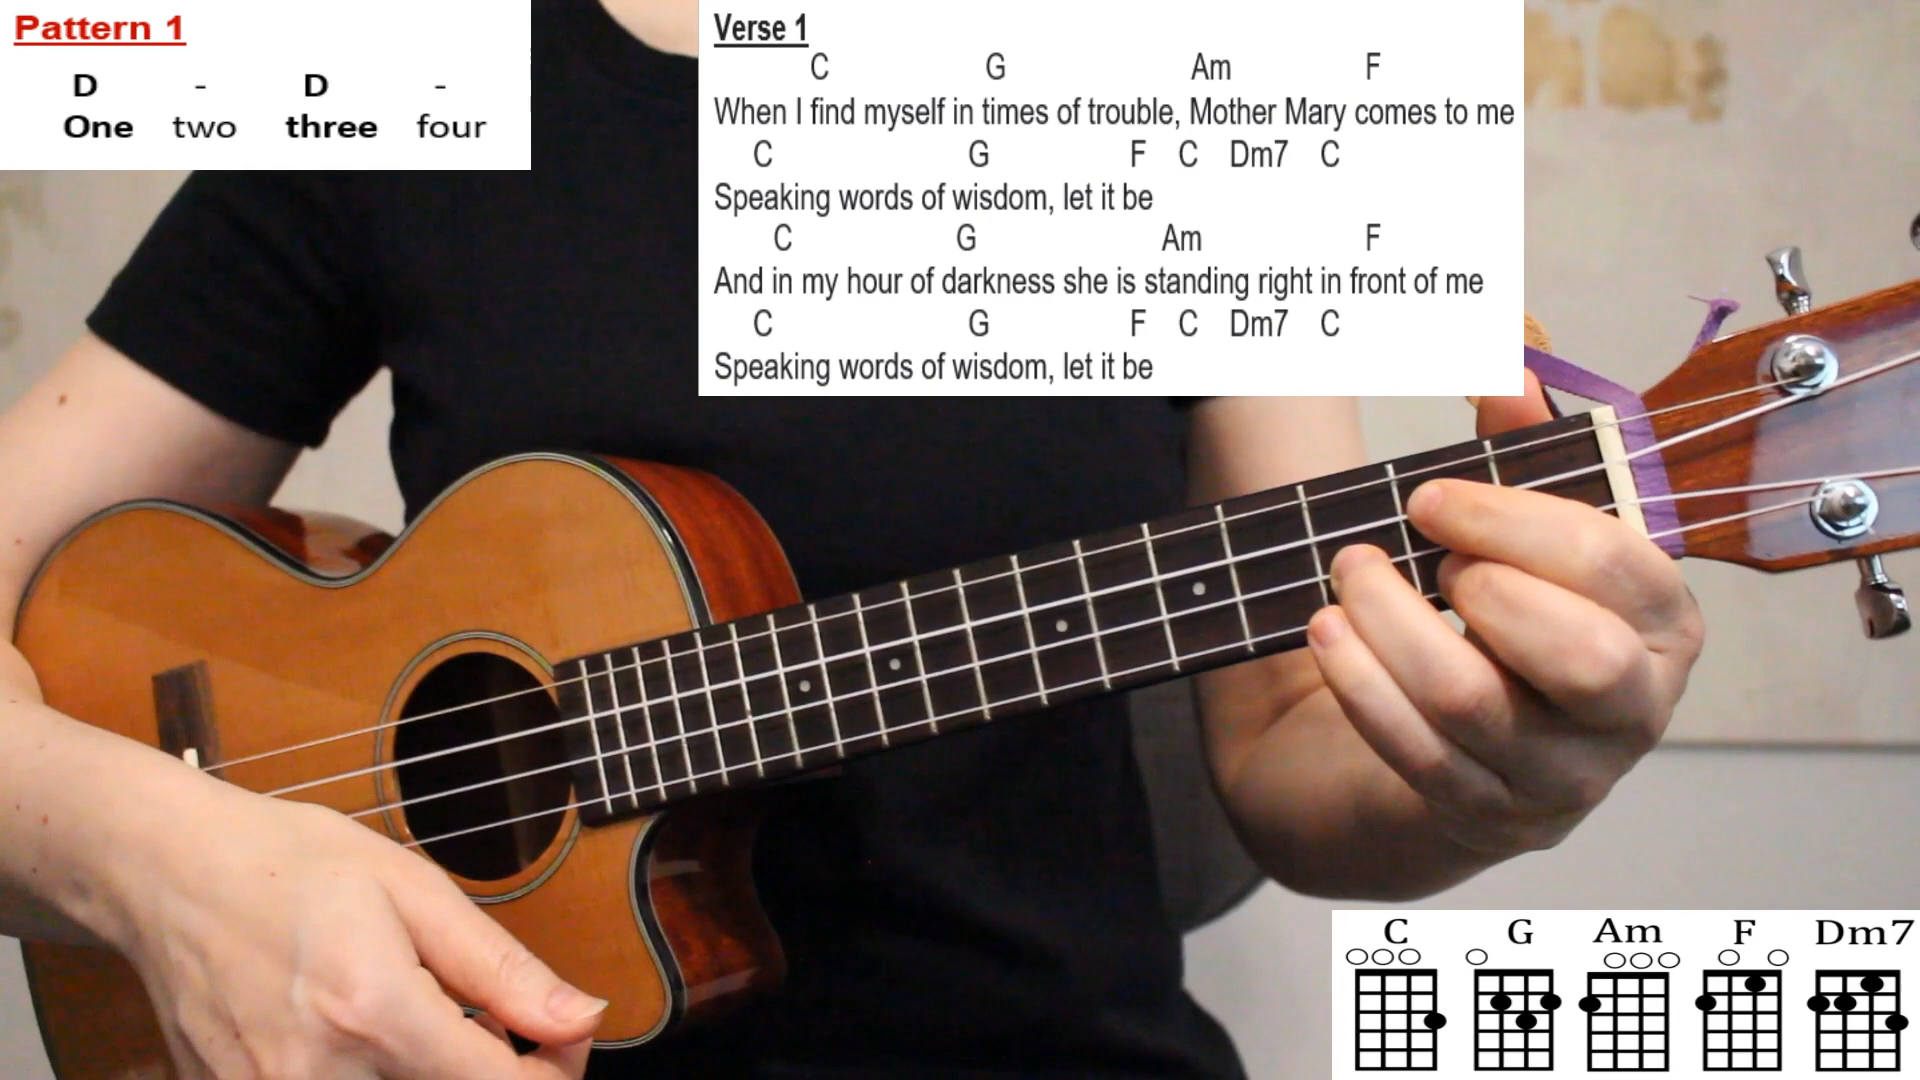 Pattern 1
D - D -
One two three four
Verse 1
C G Am F
When I find myself in times of trouble, Mother Mary comes to me
C G F C Dm7 C
Speaking words of wisdom, let it be
C G Am F
And in my hour of darkness she is standing right in front of me
C G F C Dm7 C
Speaking words of wisdom, let it be
C G Am F Dm7